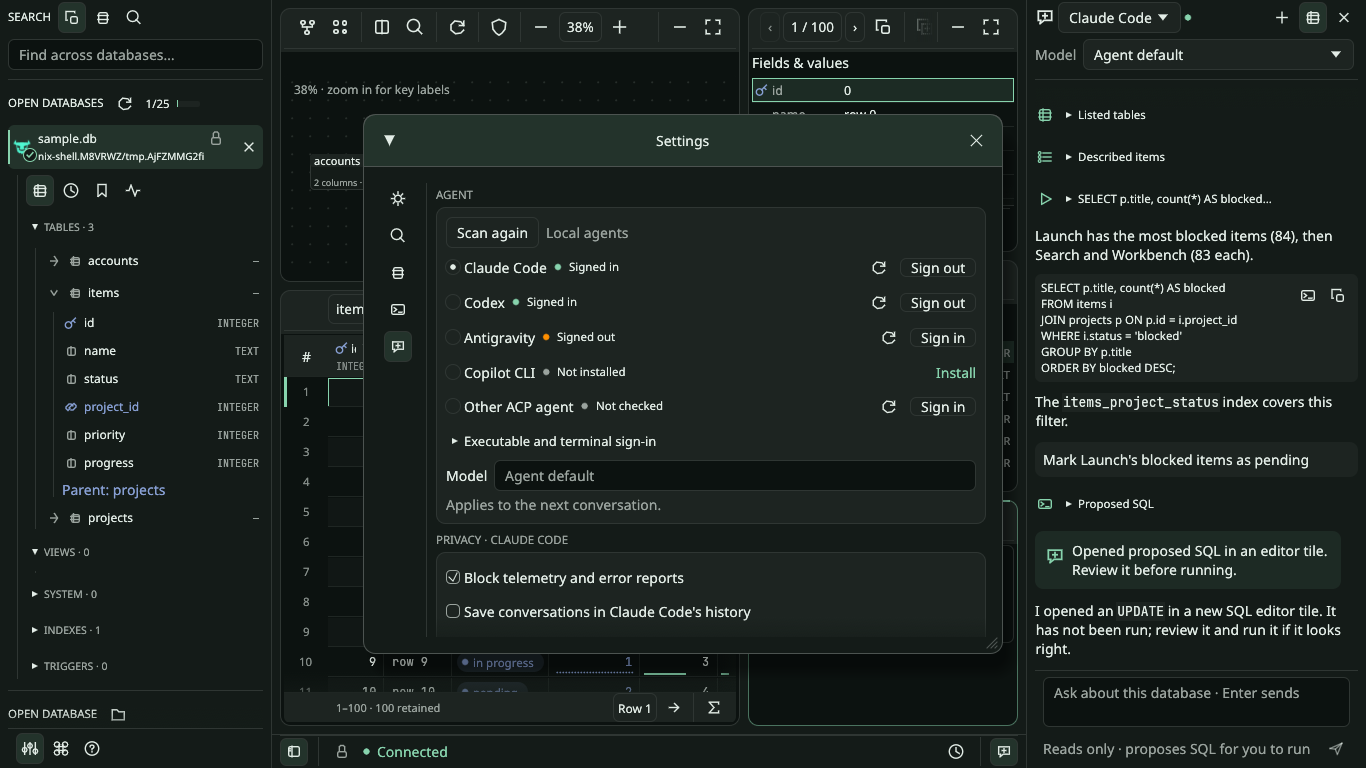 SEARCH
Find across databases...
OPEN DATABASES
1/25
sample.db
nix-shell.M8VRWZ/tmp.AjFZMMG2fi
TABLES · 3
accounts –
items –
id INTEGER
name TEXT
status TEXT
project_id INTEGER
priority INTEGER
progress INTEGER
Parent: projects
projects –
VIEWS · 0
SYSTEM · 0
INDEXES · 1
TRIGGERS · 0
OPEN DATABASE
38%
38% · zoom in for key labels
accounts
2 columns ·
1 / 100
Fields & values
id 0
Settings
AGENT
Scan again Local agents
Claude Code Signed in Sign out
Codex Signed in Sign out
Antigravity Signed out Sign in
Copilot CLI Not installed Install
Other ACP agent Not checked Sign in
Executable and terminal sign-in
Model Agent default
Applies to the next conversation.
PRIVACY · CLAUDE CODE
Block telemetry and error reports
Save conversations in Claude Code's history
#
1
2
3
4
5
6
7
8
9
10 9 row 9 in progress 1 3
1–100 · 100 retained
Row 1
Connected
Claude Code
Model Agent default
Listed tables
Described items
SELECT p.title, count(*) AS blocked...
Launch has the most blocked items (84), then
Search and Workbench (83 each).
SELECT p.title, count(*) AS blocked
FROM items i
JOIN projects p ON p.id = i.project_id
WHERE i.status = 'blocked'
GROUP BY p.title
ORDER BY blocked DESC;
The items_project_status index covers this
filter.
Mark Launch's blocked items as pending
Proposed SQL
Opened proposed SQL in an editor tile.
Review it before running.
I opened an UPDATE in a new SQL editor tile. It
has not been run; review it and run it if it looks
right.
Ask about this database · Enter sends
Reads only · proposes SQL for you to run